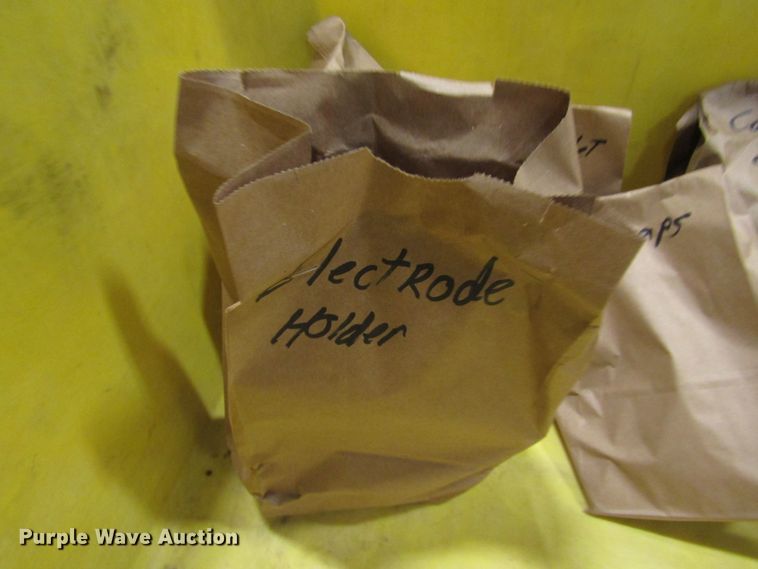 Electrode
Holder
Purple Wave Auction